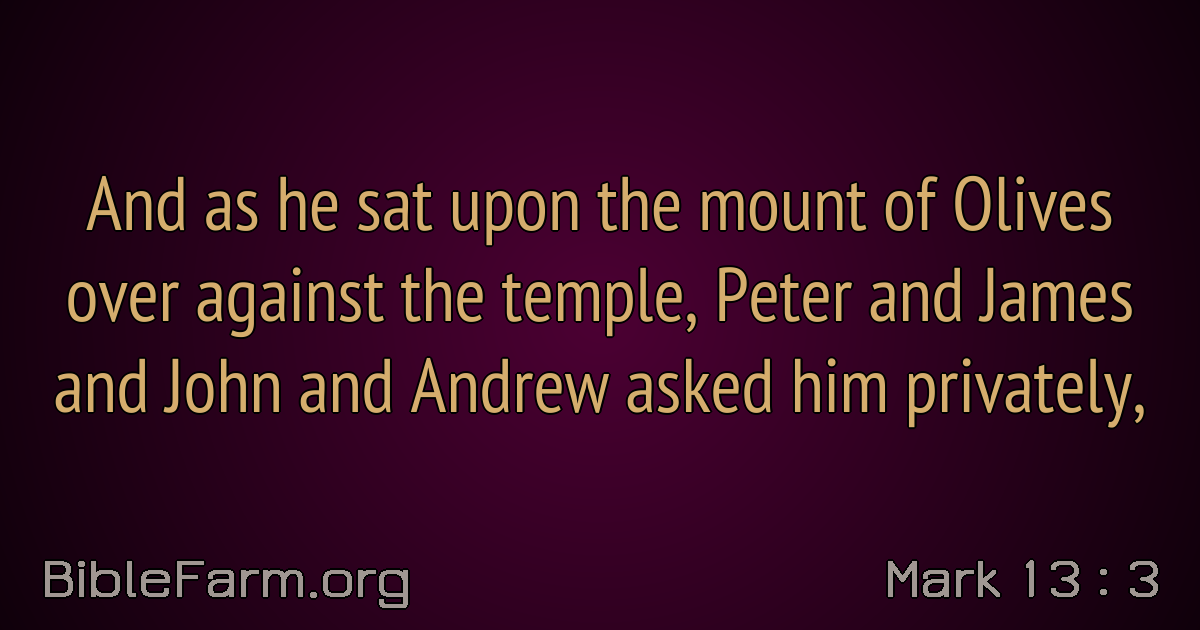 And as he sat upon the mount of Olives
over against the temple, Peter and James
and John and Andrew asked him privately,
BibleFarm.org
Mark 13 : 3